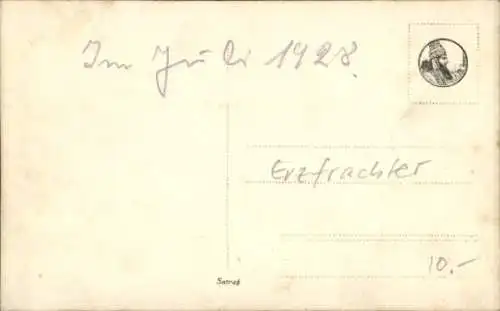 Im Juli 1928.
Erzfrachter
10.-